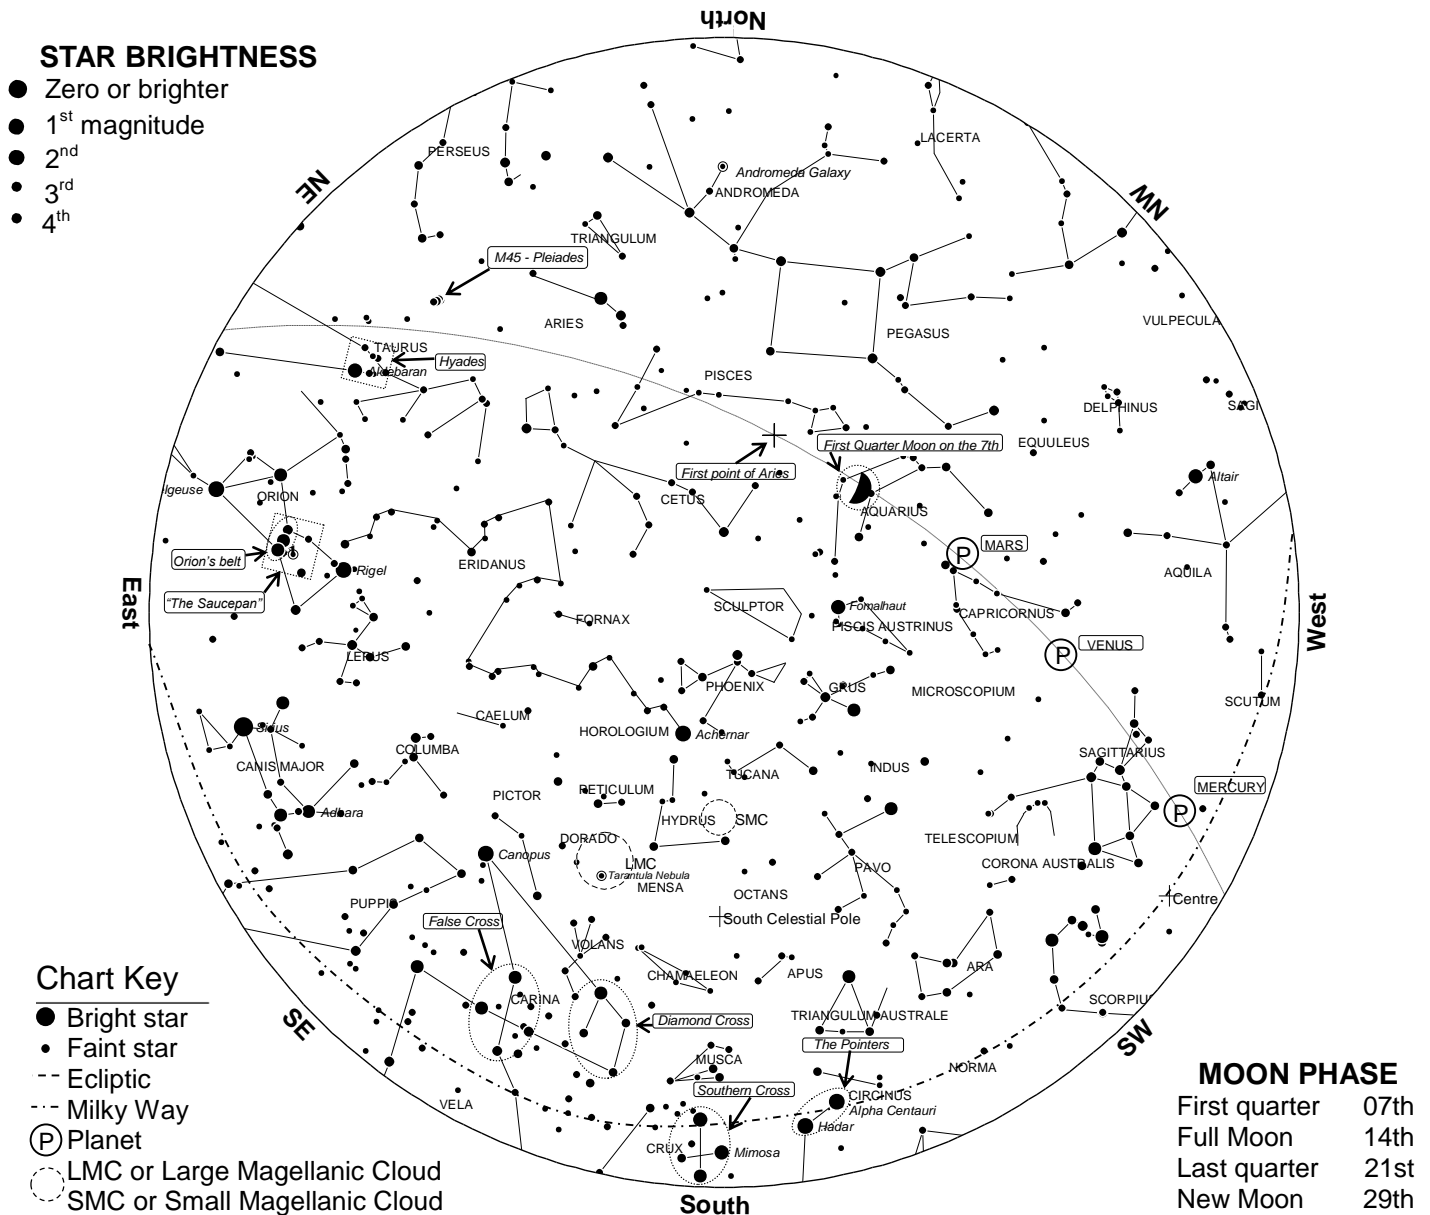 North
STAR BRIGHTNESS
Zero or brighter
1st magnitude
2nd
3rd
4th
NE
NW
PERSEUS
LACERTA
Andromeda Galaxy
ANDROMEDA
TRIANGULUM
M45 - Pleiades
ARIES
PEGASUS
VULPECULA
TAURUS
Hyades
Aldebaran
PISCES
DELPHINUS
SAGI
First Quarter Moon on the 7th
EQUULEUS
First point of Aries
Altair
elgeuse
ORION
CETUS
AQUARIUS
P
MARS
Orion's belt
Rigel
ERIDANUS
AQUILA
"The Saucepan"
East
West
SCULPTOR
Fomalhaut
FORNAX
PISCIS AUSTRINUS
CAPRICORNUS
P
VENUS
LEPUS
PHOENIX
GRUS
MICROSCOPIUM
SCUTUM
CAELUM
HOROLOGIUM
Achernar
Sirius
COLUMBA
SAGITTARIUS
CANIS MAJOR
TUCANA
INDUS
PICTOR
RETICULUM
MERCURY
P
Adhara
HYDRUS
SMC
TELESCOPIUM
DORADO
Canopus
LMC
Tarantula Nebula
MENSA
PAVO
CORONA AUSTRALIS
OCTANS
Centre
PUPPIS
False Cross
South Celestial Pole
VOLANS
CHAMAELEON
APUS
ARA
CARINA
SCORPIU
TRIANGULUM AUSTRALE
Diamond Cross
The Pointers
SE
SW
MUSCA
NORMA
Southern Cross
CIRCINUS
VELA
Alpha Centauri
Hadar
CRUX
Mimosa
South
Chart Key
Bright star
Faint star
Ecliptic
Milky Way
P Planet
LMC or Large Magellanic Cloud
SMC or Small Magellanic Cloud
MOON PHASE
First quarter 07th
Full Moon 14th
Last quarter 21st
New Moon 29th